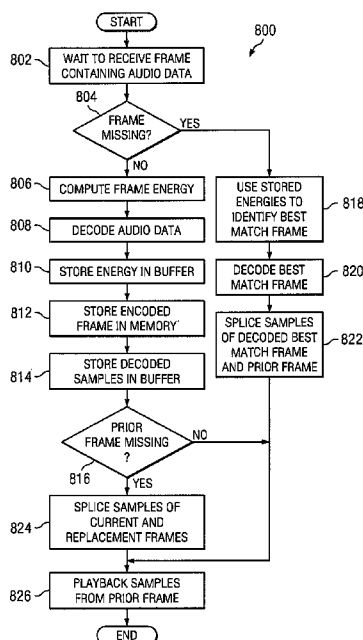 START
800
802
WAIT TO RECEIVE FRAME
CONTAINING AUDIO DATA
804
FRAME
MISSING?
YES
NO
806
COMPUTE FRAME ENERGY
808
DECODE AUDIO DATA
810
STORE ENERGY IN BUFFER
812
STORE ENCODED
FRAME IN MEMORY
814
STORE DECODED
SAMPLES IN BUFFER
USE STORED
ENERGIES TO
IDENTIFY BEST
MATCH FRAME
818
DECODE BEST
MATCH FRAME
820
SPLICE SAMPLES
OF DECODED BEST
MATCH FRAME
AND PRIOR FRAME
822
PRIOR
FRAME MISSING
?
NO
816
YES
824
SPLICE SAMPLES OF
CURRENT AND
REPLACEMENT FRAMES
826
PLAYBACK SAMPLES
FROM PRIOR FRAME
END